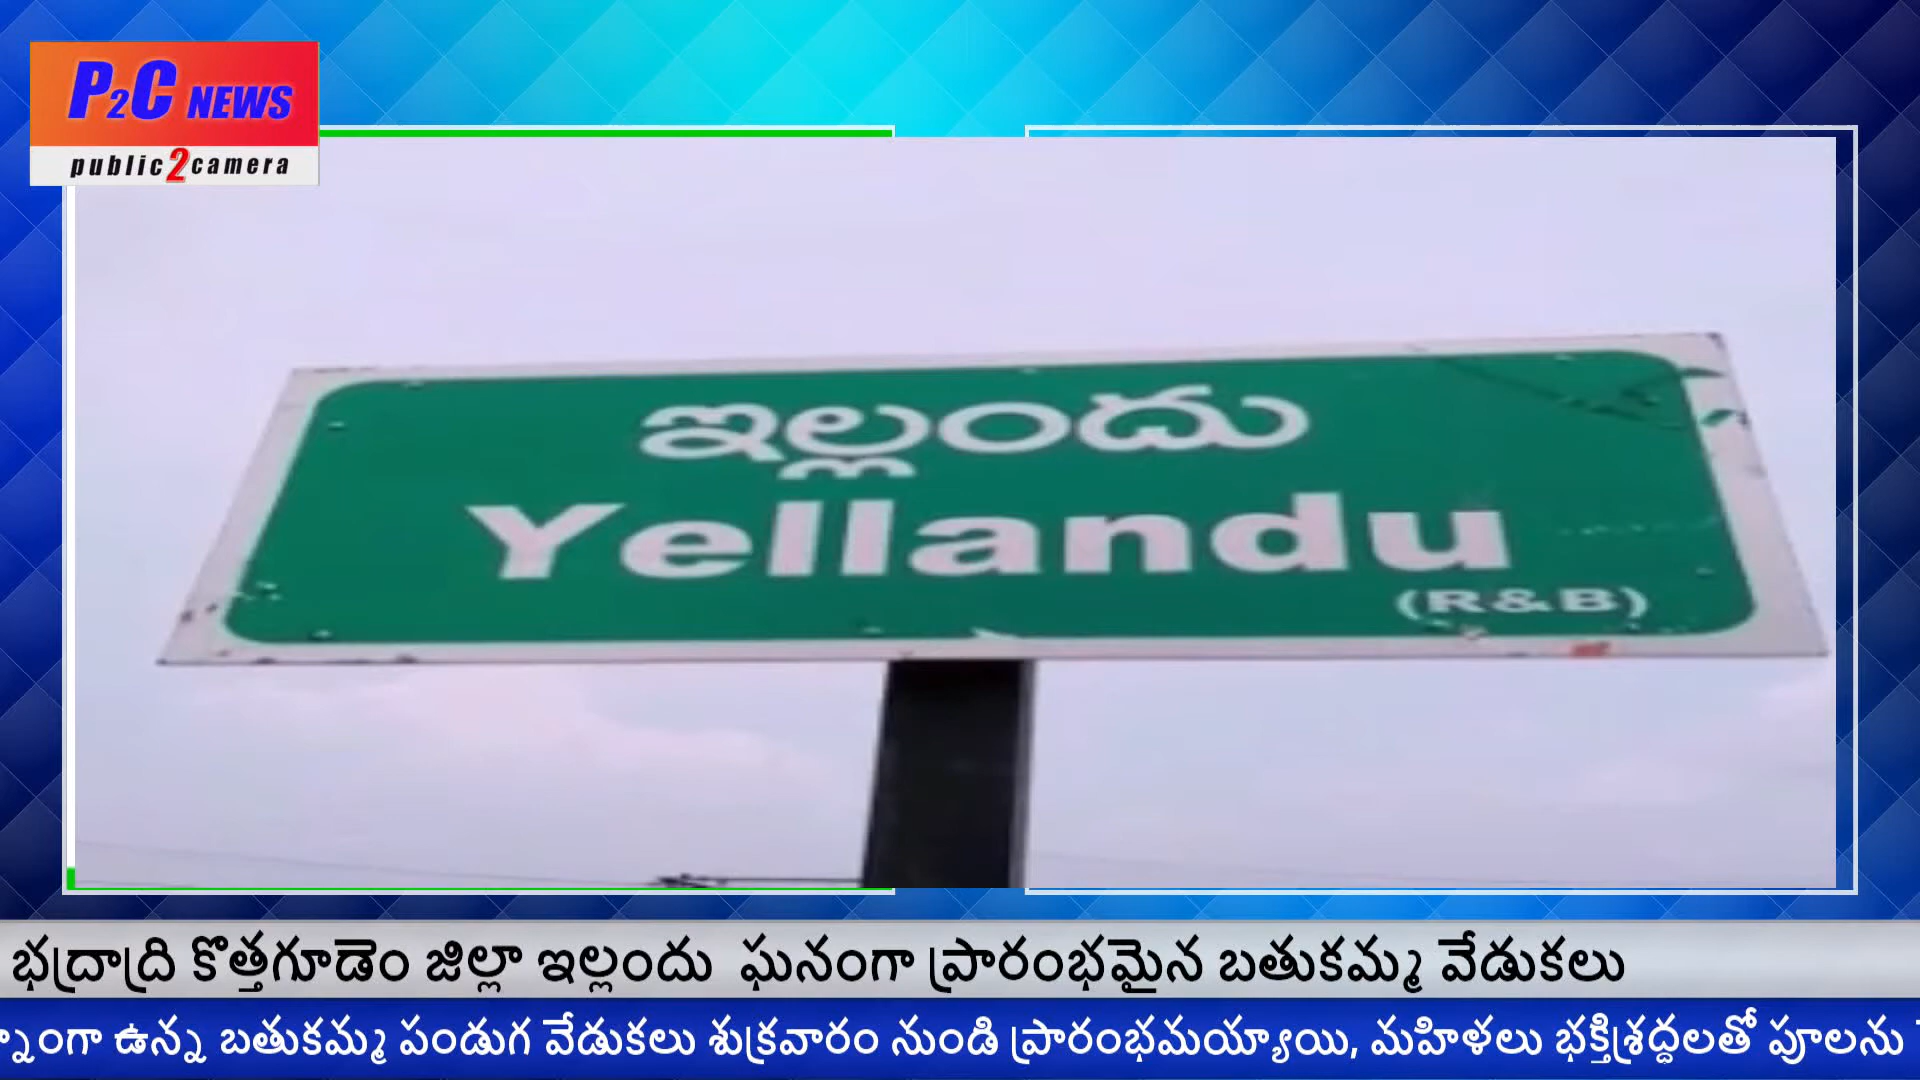 P2C NEWS
public2camera
ఇల్లందు
Yellandu
(R&B)
భద్రాద్రి కొత్తగూడెం జిల్లా ఇల్లందు ఘనంగా ప్రారంభమైన బతుకమ్మ వేడుకలు
ఉన్న బతుకమ్మ పండుగ వేడుకలు శుక్రవారం నుండి ప్రారంభమయ్యాయి, మహిళలు భక్తిశ్రద్ధలతో పూలను